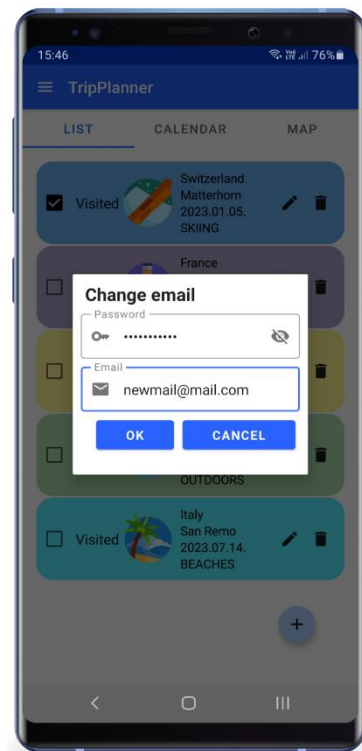 15:46 76%
TripPlanner
LIST CALENDAR MAP
Switzerland
Matterhorn
Visited
2023.01.05.
SKIING
France
Change email
Password
•••••••••••
Email
newmail@mail.com
OK CANCEL
OUTDOORS
Italy
San Remo
Visited
2023.07.14.
BEACHES
+